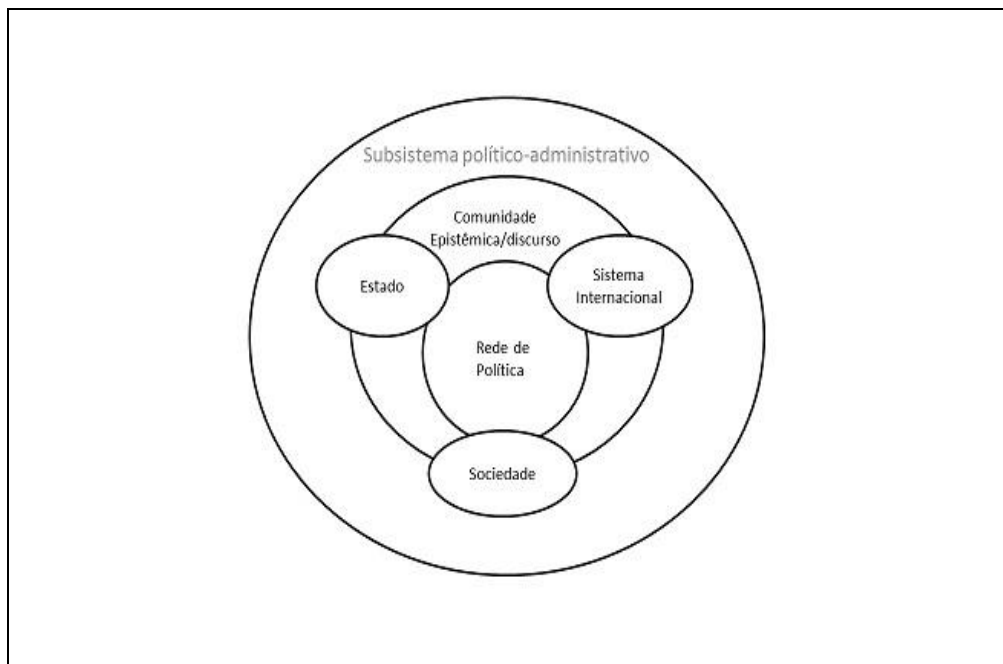 Subsistema político-administrativo
Comunidade
Epistêmica/discurso
Estado
Sistema
Internacional
Rede de
Política
Sociedade